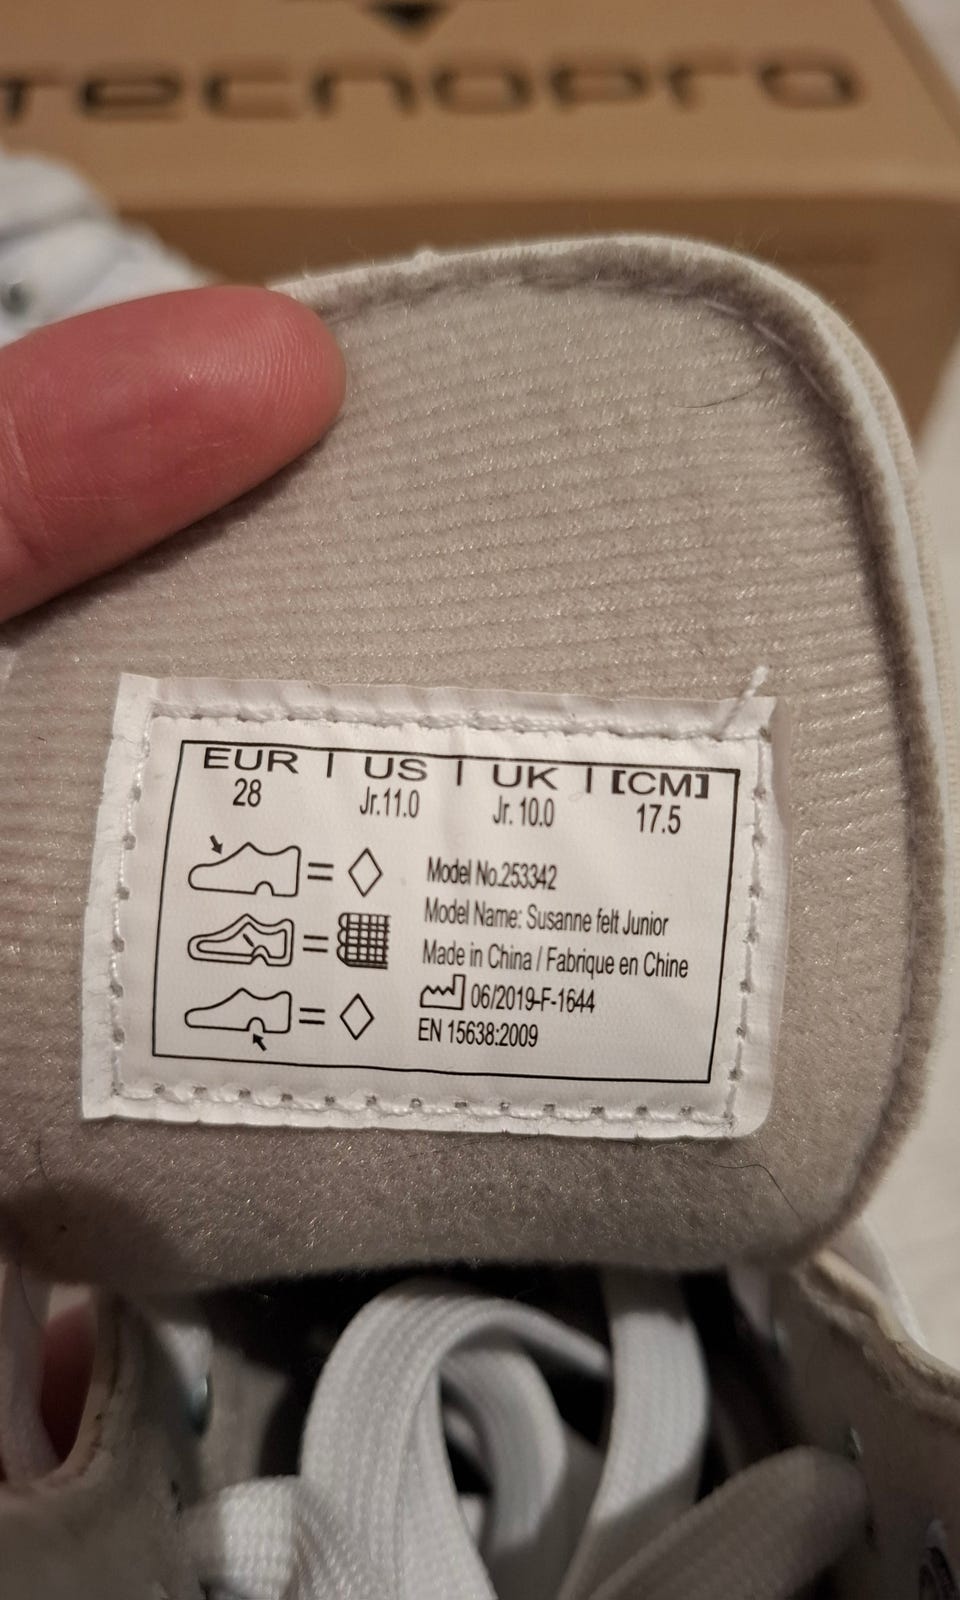 TECNOPRO
EUR | US | UK | [CM]
28 Jr.11.0 Jr. 10.0 17.5
Model No.253342
Model Name: Susanne felt Junior
Made in China / Fabrique en Chine
06/2019-F-1644
EN 15638:2009